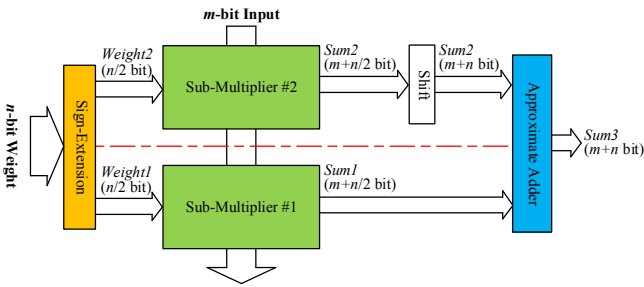 m-bit Input
Weight2
(n/2 bit)
Sub-Multiplier #2
Sum2
(m+n/2 bit)
Shift
Sum2
(m+n bit)
n-bit Weight
Sign-Extension
Approximate Adder
Sum3
(m+n bit)
Weight1
(n/2 bit)
Sub-Multiplier #1
Sum1
(m+n/2 bit)